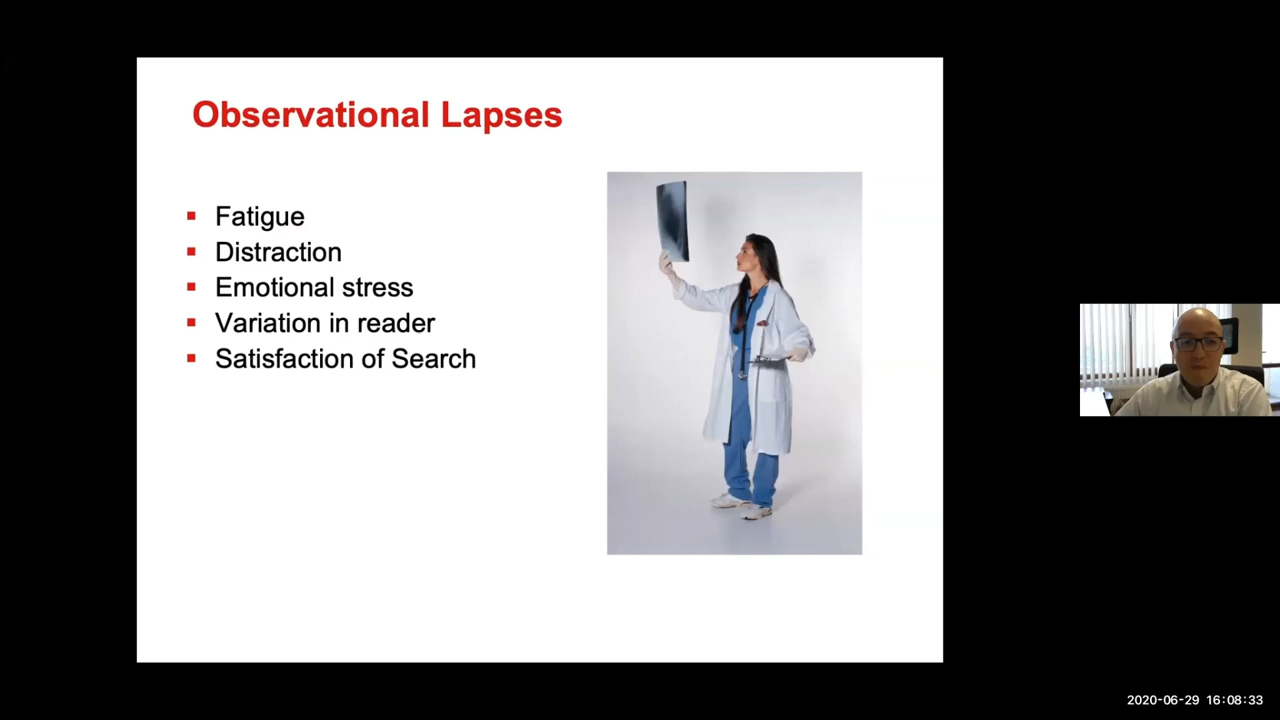 Observational Lapses
Fatigue
Distraction
Emotional stress
Variation in reader
Satisfaction of Search
2020-06-29 16:08:33